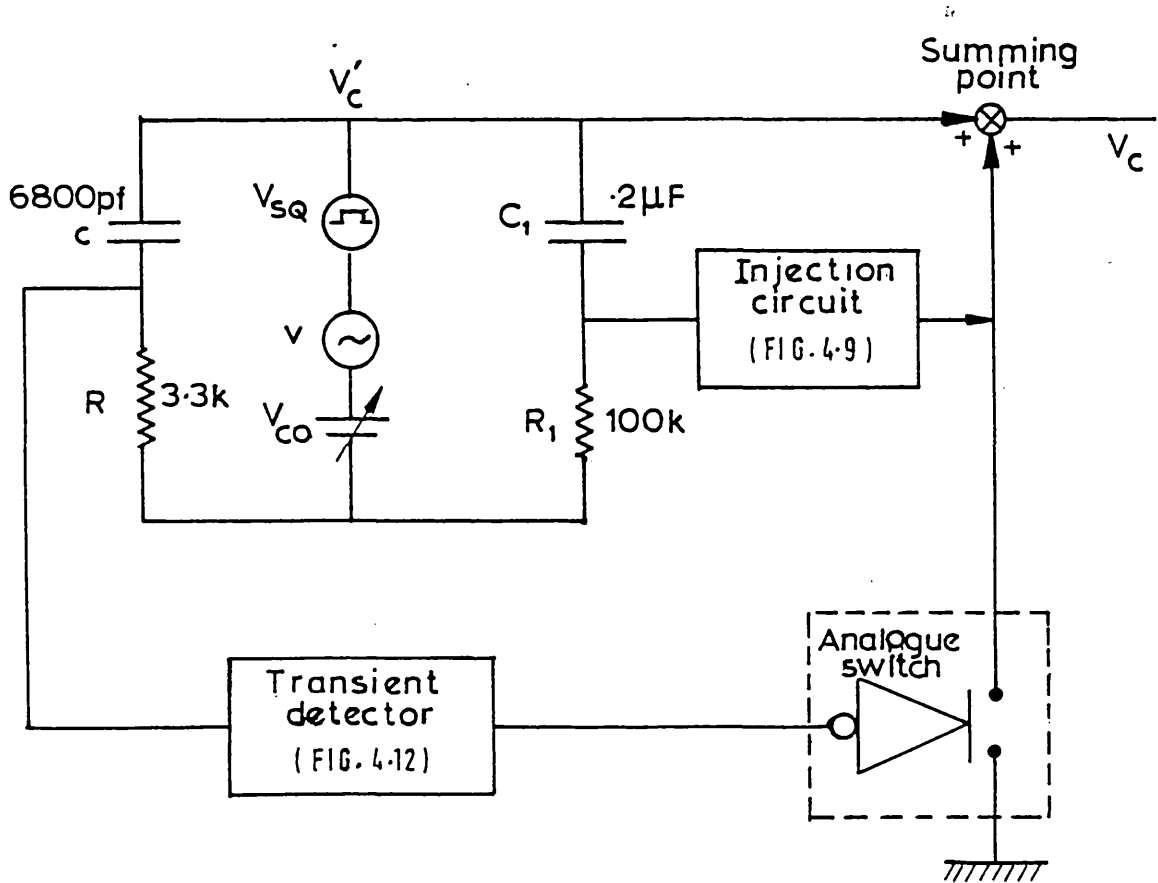 Summing
point
V'c
+
+
Vc
6800pf
c
VSQ
C1
·2µF
Injection
circuit
(FIG. 4·9)
v
R
3·3k
VCO
R1
100k
Analogue
switch
Transient
detector
(FIG. 4·12)